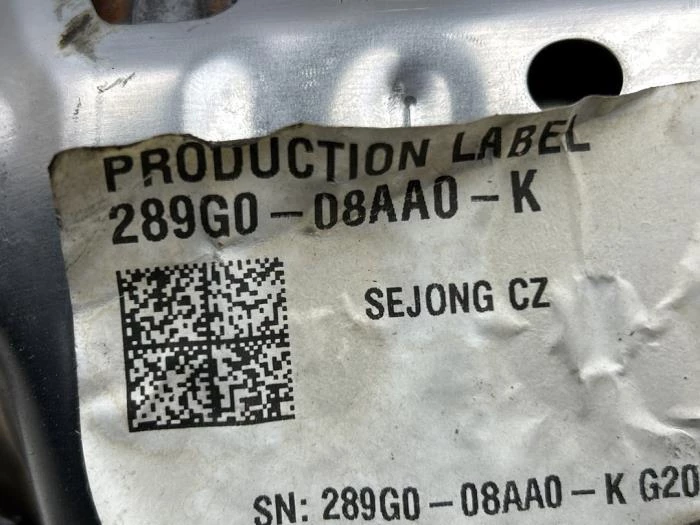 PRODUCTION LABEL
289G0-08AA0-K
SEJONG CZ
SN: 289G0-08AA0-K G20